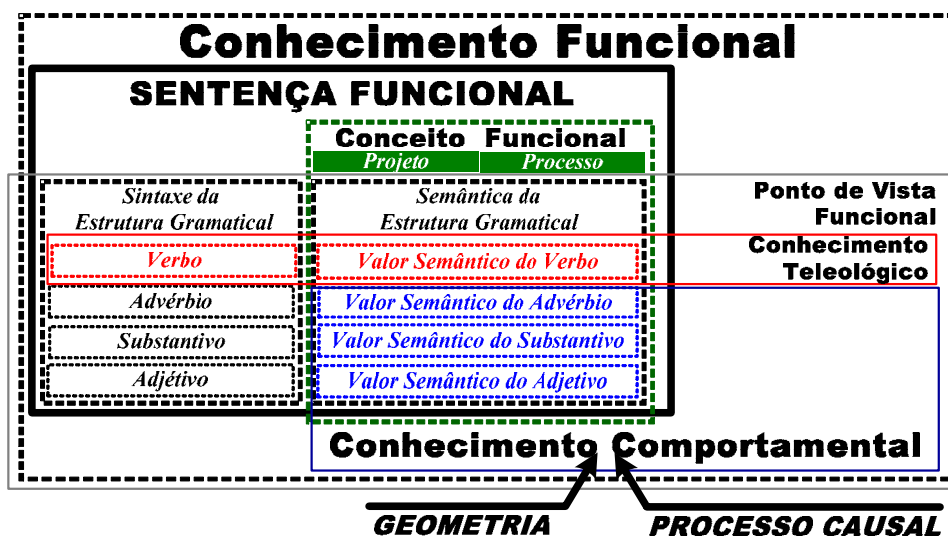 Conhecimento Funcional
SENTENÇA FUNCIONAL
Conceito Funcional
Projeto Processo
Sintaxe da
Estrutura Gramatical
Semântica da
Estrutura Gramatical
Ponto de Vista
Funcional
Verbo
Valor Semântico do Verbo
Conhecimento
Teleológico
Advérbio
Valor Semântico do Advérbio
Substantivo
Valor Semântico do Substantivo
Adjétivo
Valor Semântico do Adjetivo
Conhecimento Comportamental
GEOMETRIA
PROCESSO CAUSAL